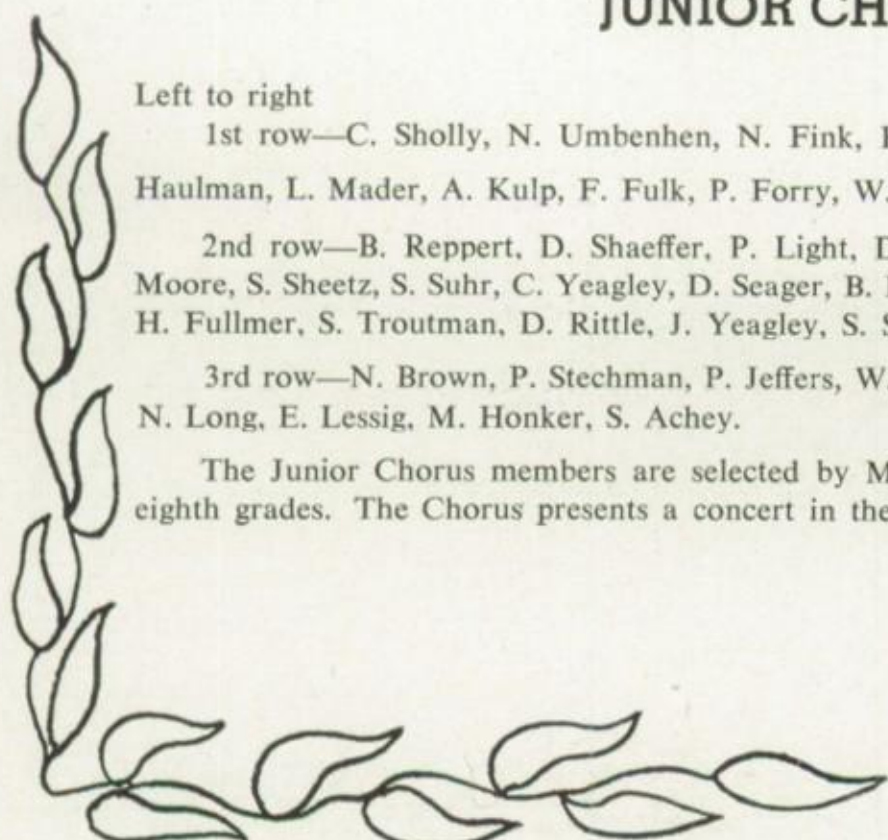 JUNIOR CH
Left to right
1st row—C. Sholly, N. Umbenhen, N. Fink,
Haulman, L. Mader, A. Kulp, F. Fulk, P. Forry, W.
2nd row—B. Reppert, D. Shaeffer, P. Light, D
Moore, S. Sheetz, S. Suhr, C. Yeagley, D. Seager, B.
H. Fullmer, S. Troutman, D. Rittle, J. Yeagley, S. S
3rd row—N. Brown, P. Stechman, P. Jeffers, W.
N. Long, E. Lessig, M. Honker, S. Achey.
The Junior Chorus members are selected by M
eighth grades. The Chorus presents a concert in the